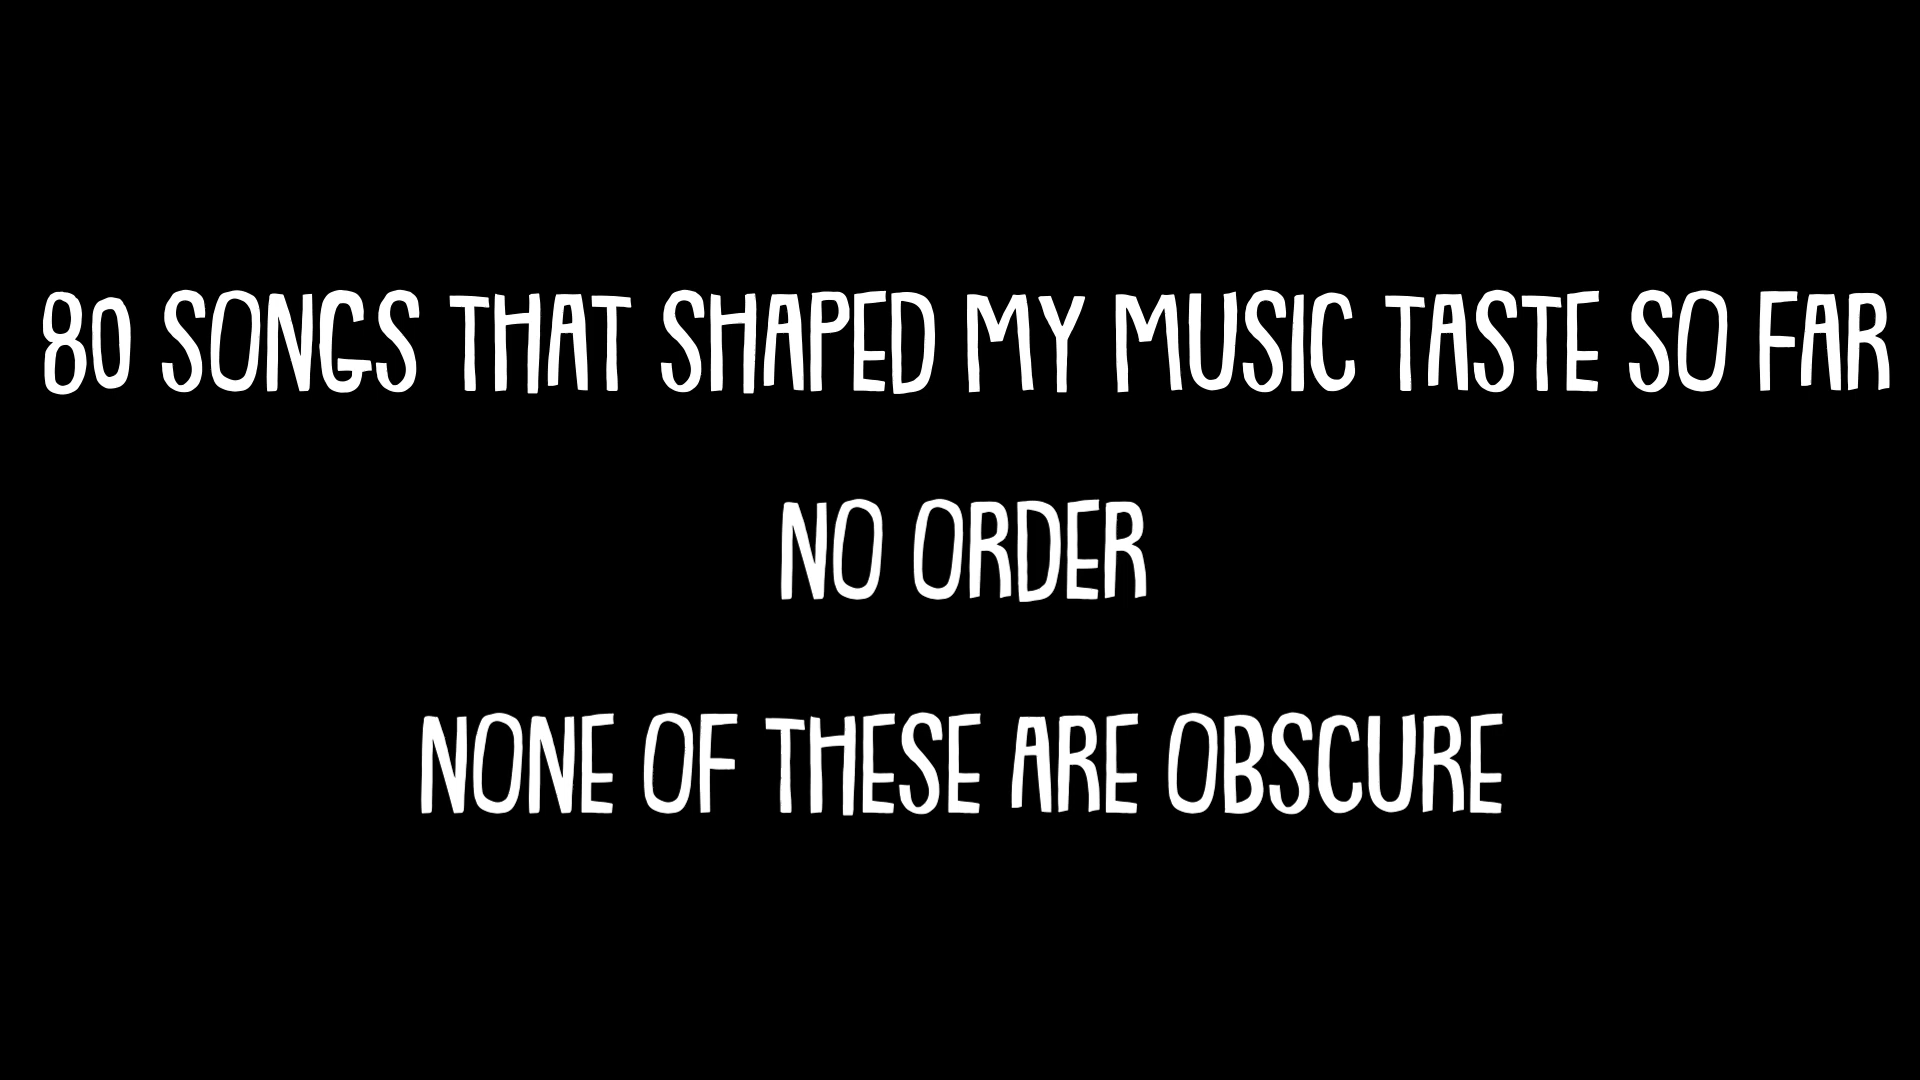 80 SONGS THAT SHAPED MY MUSIC TASTE SO FAR
NO ORDER
NONE OF THESE ARE OBSCURE